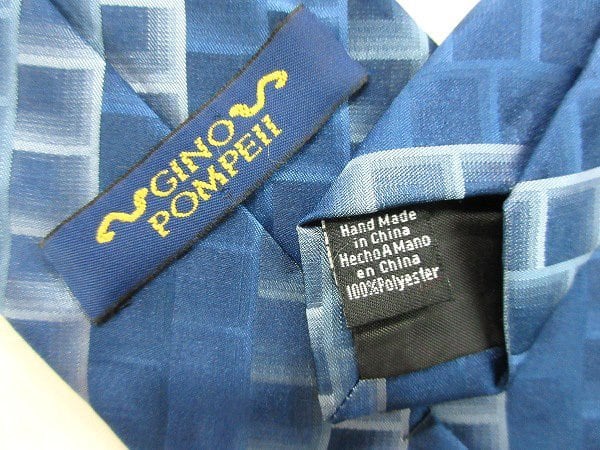 GINO
POMPEII
Hand Made
in China
Hecho A Mano
en China
100% Polyester